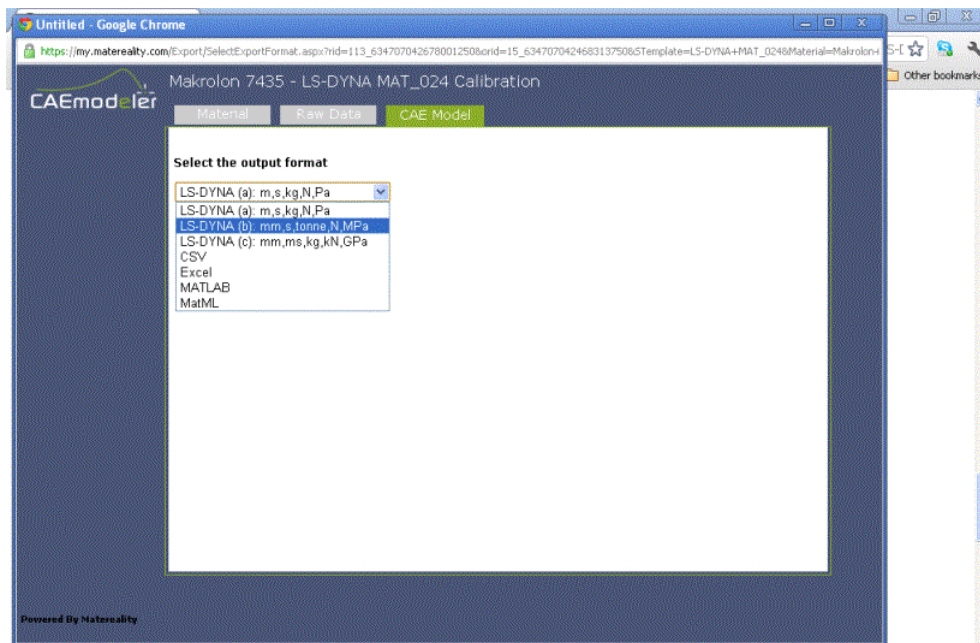 Untitled - Google Chrome
https://my.matereality.com/Export/SelectExportFormat.aspx?rid=113_6347070426780012508&orid=15_6347070424683137508&STemplate=LS-DYNA+MAT_024&Material=Makrolon+
Other bookmarks
CAEmodeler
Makrolon 7435 - LS-DYNA MAT_024 Calibration
Material
Raw Data
CAE Model
Select the output format
LS-DYNA (a): m,s,kg,N,Pa
LS-DYNA (a): m,s,kg,N,Pa
LS-DYNA (b): mm,s,tonne,N,MPa
LS-DYNA (c): mm,ms,kg,kN,GPa
CSV
Excel
MATLAB
MatML
Powered By Matereality